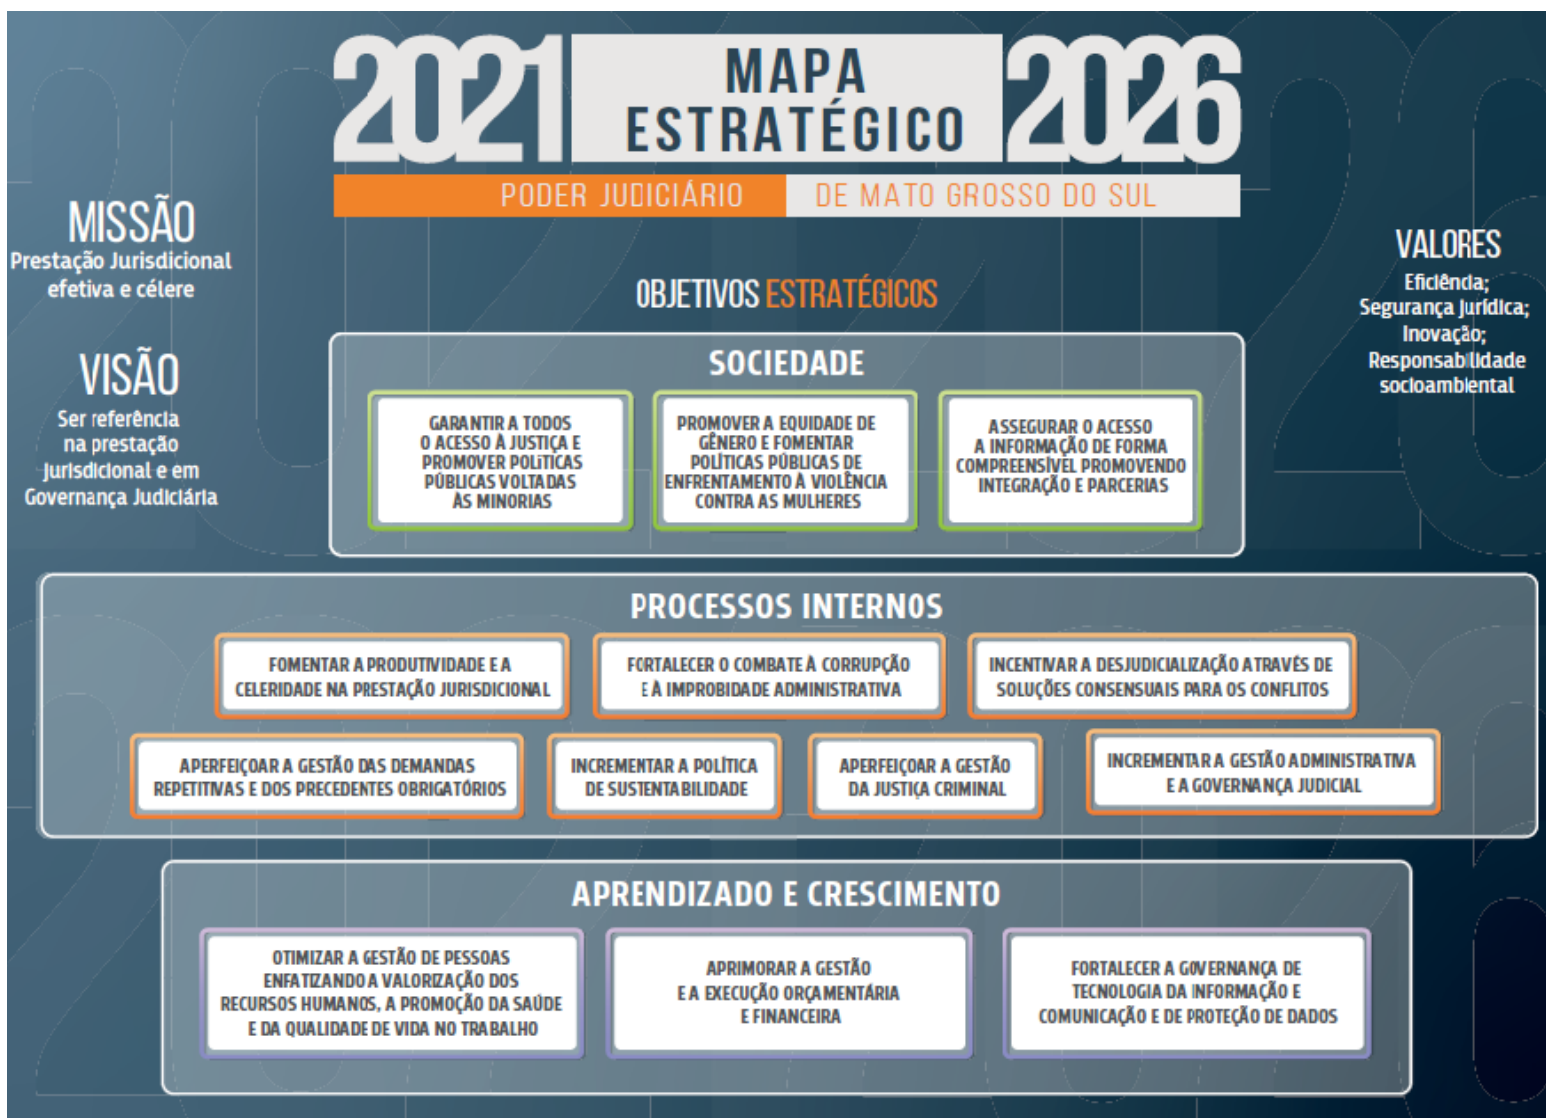 2021 MAPA ESTRATÉGICO 2026
PODER JUDICIÁRIO DE MATO GROSSO DO SUL
MISSÃO
Prestação Jurisdicional
efetiva e célere
VISÃO
Ser referência
na prestação
jurisdicional e em
Governança Judiciária
VALORES
Eficiência;
Segurança jurídica;
Inovação;
Responsabilidade
socioambiental
OBJETIVOS ESTRATÉGICOS
SOCIEDADE
GARANTIR A TODOS
O ACESSO À JUSTIÇA E
PROMOVER POLÍTICAS
PÚBLICAS VOLTADAS
ÀS MINORIAS
PROMOVER A EQUIDADE DE
GÊNERO E FOMENTAR
POLÍTICAS PÚBLICAS DE
ENFRENTAMENTO À VIOLÊNCIA
CONTRA AS MULHERES
ASSEGURAR O ACESSO
A INFORMAÇÃO DE FORMA
COMPREENSÍVEL PROMOVENDO
INTEGRAÇÃO E PARCERIAS
PROCESSOS INTERNOS
FOMENTAR A PRODUTIVIDADE E A
CELERIDADE NA PRESTAÇÃO JURISDICIONAL
FORTALECER O COMBATE À CORRUPÇÃO
E À IMPROBIDADE ADMINISTRATIVA
INCENTIVAR A DESJUDICIALIZAÇÃO ATRAVÉS DE
SOLUÇÕES CONSENSUAIS PARA OS CONFLITOS
APERFEIÇOAR A GESTÃO DAS DEMANDAS
REPETITIVAS E DOS PRECEDENTES OBRIGATÓRIOS
INCREMENTAR A POLÍTICA
DE SUSTENTABILIDADE
APERFEIÇOAR A GESTÃO
DA JUSTIÇA CRIMINAL
INCREMENTAR A GESTÃO ADMINISTRATIVA
E A GOVERNANÇA JUDICIAL
APRENDIZADO E CRESCIMENTO
OTIMIZAR A GESTÃO DE PESSOAS
ENFATIZANDO A VALORIZAÇÃO DOS
RECURSOS HUMANOS, A PROMOÇÃO DA SAÚDE
E DA QUALIDADE DE VIDA NO TRABALHO
APRIMORAR A GESTÃO
E A EXECUÇÃO ORÇAMENTÁRIA
E FINANCEIRA
FORTALECER A GOVERNANÇA DE
TECNOLOGIA DA INFORMAÇÃO E
COMUNICAÇÃO E DE PROTEÇÃO DE DADOS